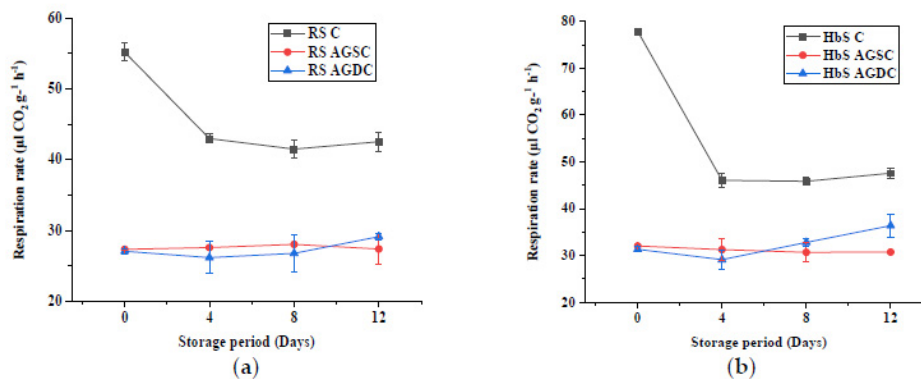 60
50
40
30
20
0
4
8
12
Respiration rate (µl CO2 g-1 h-1)
Storage period (Days)
RS C
RS AGSC
RS AGDC
(a)
80
70
60
50
40
30
20
0
4
8
12
Respiration rate (µl CO2 g-1 h-1)
Storage period (Days)
HbS C
HbS AGSC
HbS AGDC
(b)